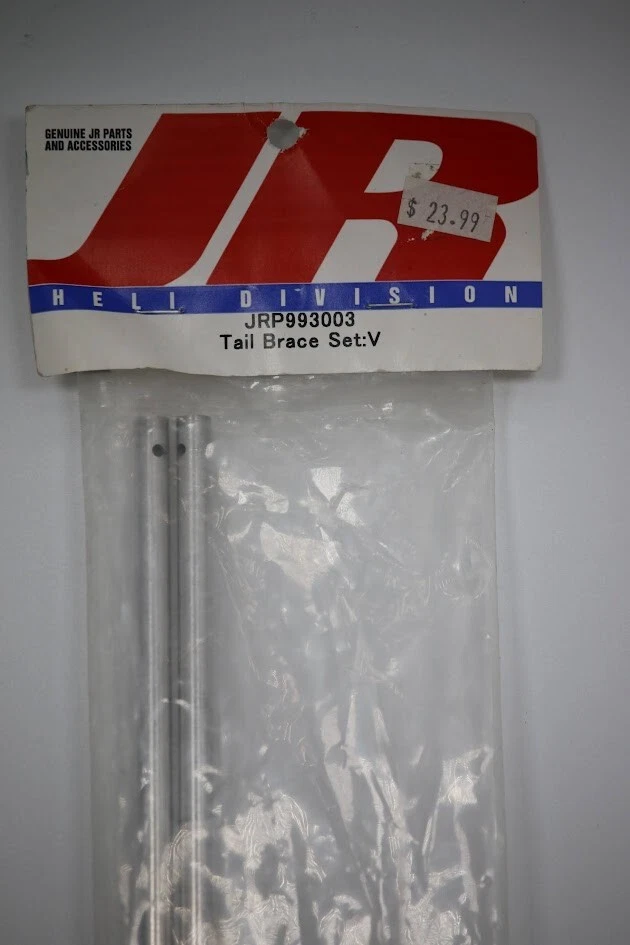 GENUINE JR PARTS
AND ACCESSORIES
JR
$ 23.99
HELI DIVISION
JRP993003
Tail Brace Set:V